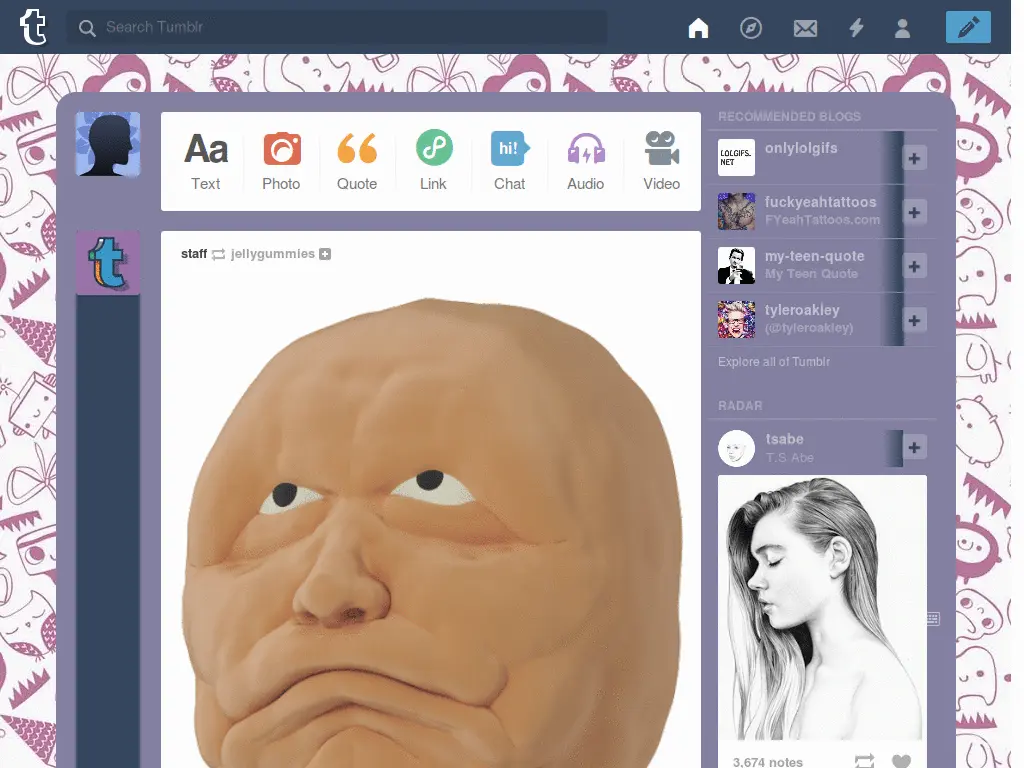 Search Tumblr
Aa
Text
Photo
Quote
Link
hi!
Chat
Audio
Video
staff jellygummies
RECOMMENDED BLOGS
LOLGIFS.
NET
onlylolgifs
fuckyeahtattoos
FYeahTattoos.com
my-teen-quote
My Teen Quote
tyleroakley
(@tyleroakley)
Explore all of Tumblr
RADAR
tsabe
T.S Abe
3,674 notes